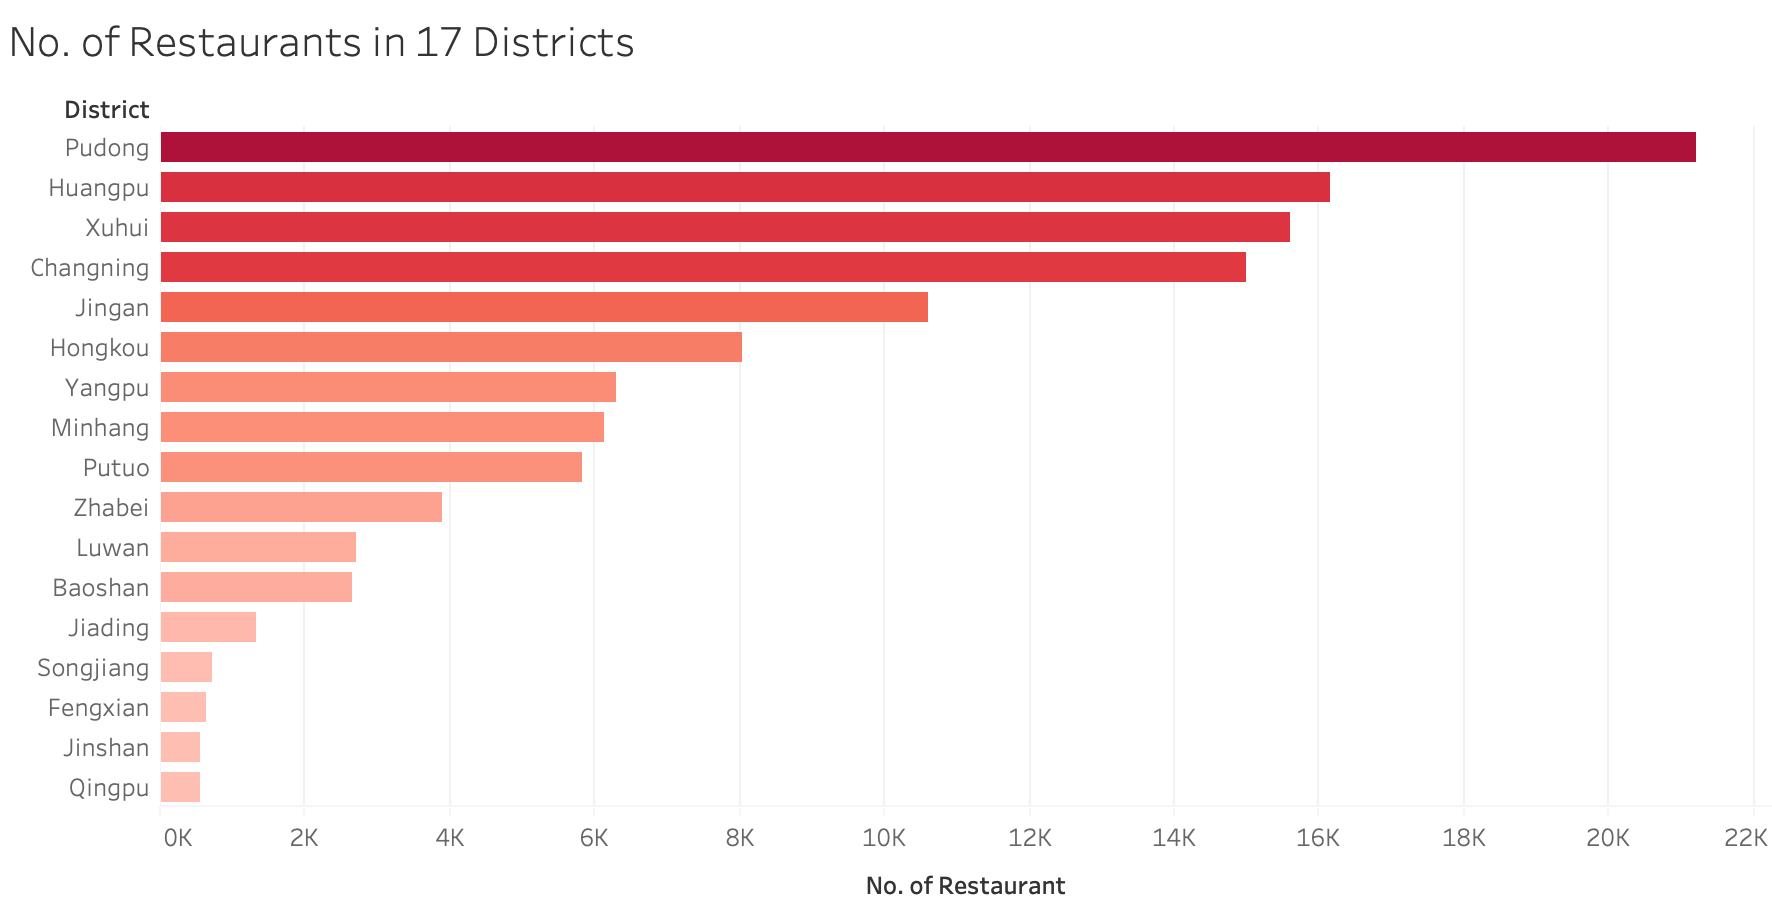 No. of Restaurants in 17 Districts
District
Pudong
Huangpu
Xuhui
Changning
Jingan
Hongkou
Yangpu
Minhang
Putuo
Zhabei
Luwan
Baoshan
Jiading
Songjiang
Fengxian
Jinshan
Qingpu
0K 2K 4K 6K 8K 10K 12K 14K 16K 18K 20K 22K
No. of Restaurant